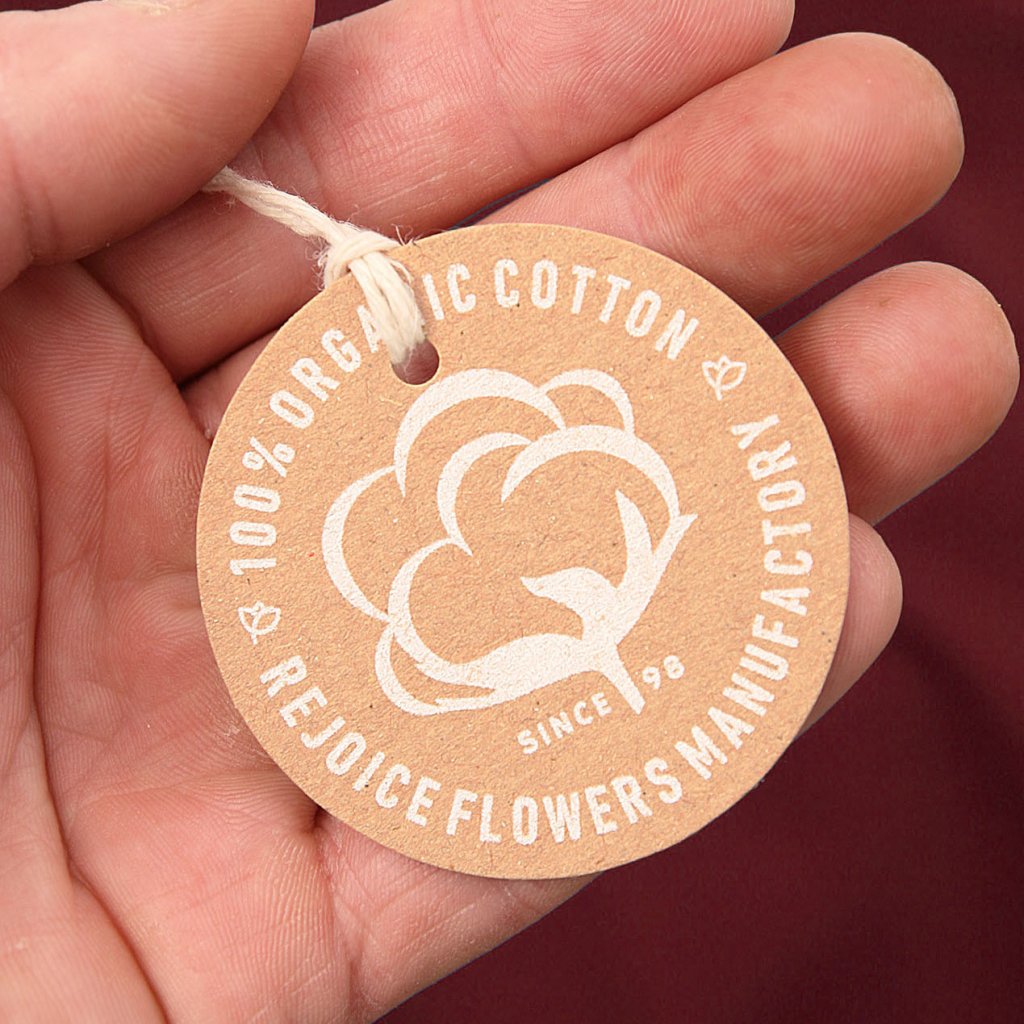 100% ORGANIC COTTON
REJOICE FLOWERS MANUFACTORY
SINCE 98